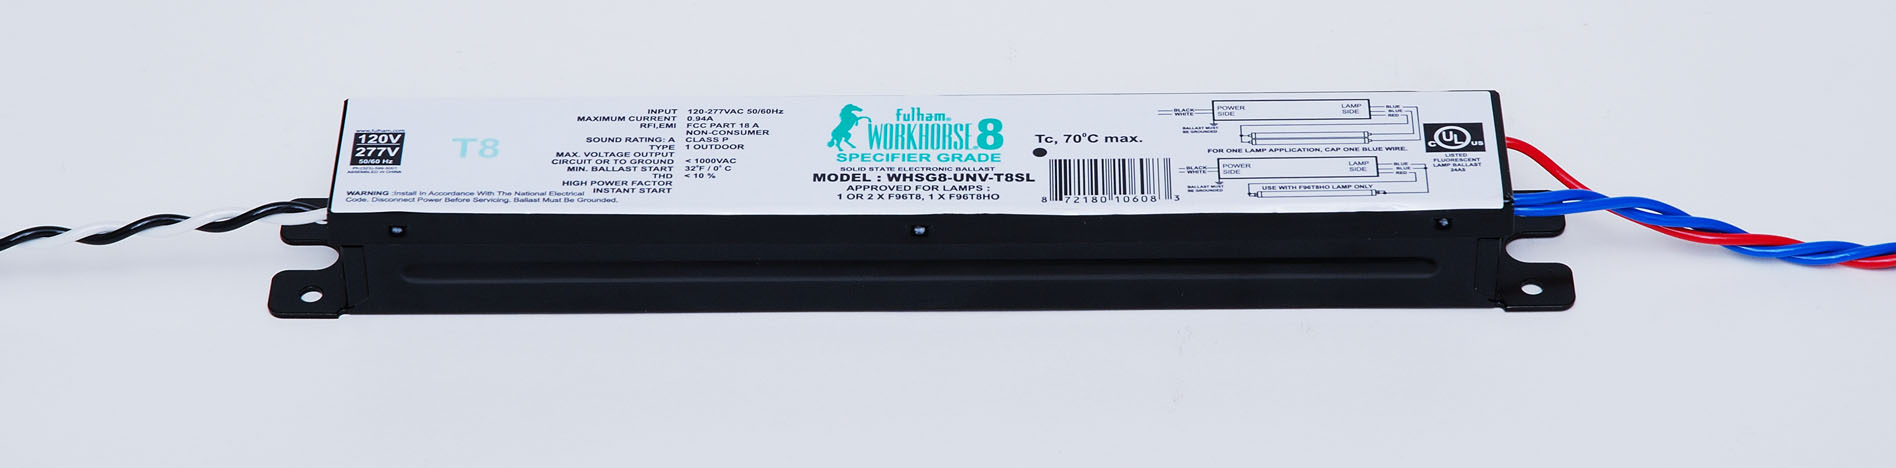 www.fulham.com
120V
277V
50/60 Hz
ASSEMBLED IN CHINA
T8
WARNING :Install In Accordance With The National Electrical
Code. Disconnect Power Before Servicing. Ballast Must Be Grounded.
INPUT 120-277VAC 50/60Hz
MAXIMUM CURRENT 0.94A
RFI,EMI FCC PART 18 A
NON-CONSUMER
SOUND RATING: A CLASS P
TYPE 1 OUTDOOR
MAX. VOLTAGE OUTPUT
CIRCUIT OR TO GROUND < 1000VAC
MIN. BALLAST START 32°F / 0° C
THD < 10 %
HIGH POWER FACTOR
INSTANT START
fulham®
WORKHORSE 8
SPECIFIER GRADE
SOLID STATE ELECTRONIC BALLAST
MODEL : WHSG8-UNV-T8SL
APPROVED FOR LAMPS :
1 OR 2 X F96T8, 1 X F96T8HO
Tc, 70°C max.
8 72180 10608 3
BLACK
WHITE
POWER
SIDE
LAMP
SIDE
BLUE
BLUE
RED
BALLAST MUST
BE GROUNDED
FOR ONE LAMP APPLICATION, CAP ONE BLUE WIRE.
BLACK
WHITE
POWER
SIDE
LAMP
SIDE
BLUE
BLUE
RED
BALLAST MUST
BE GROUNDED
USE WITH F96T8HO LAMP ONLY
C UL US
LISTED
FLUORESCENT
LAMP BALLAST